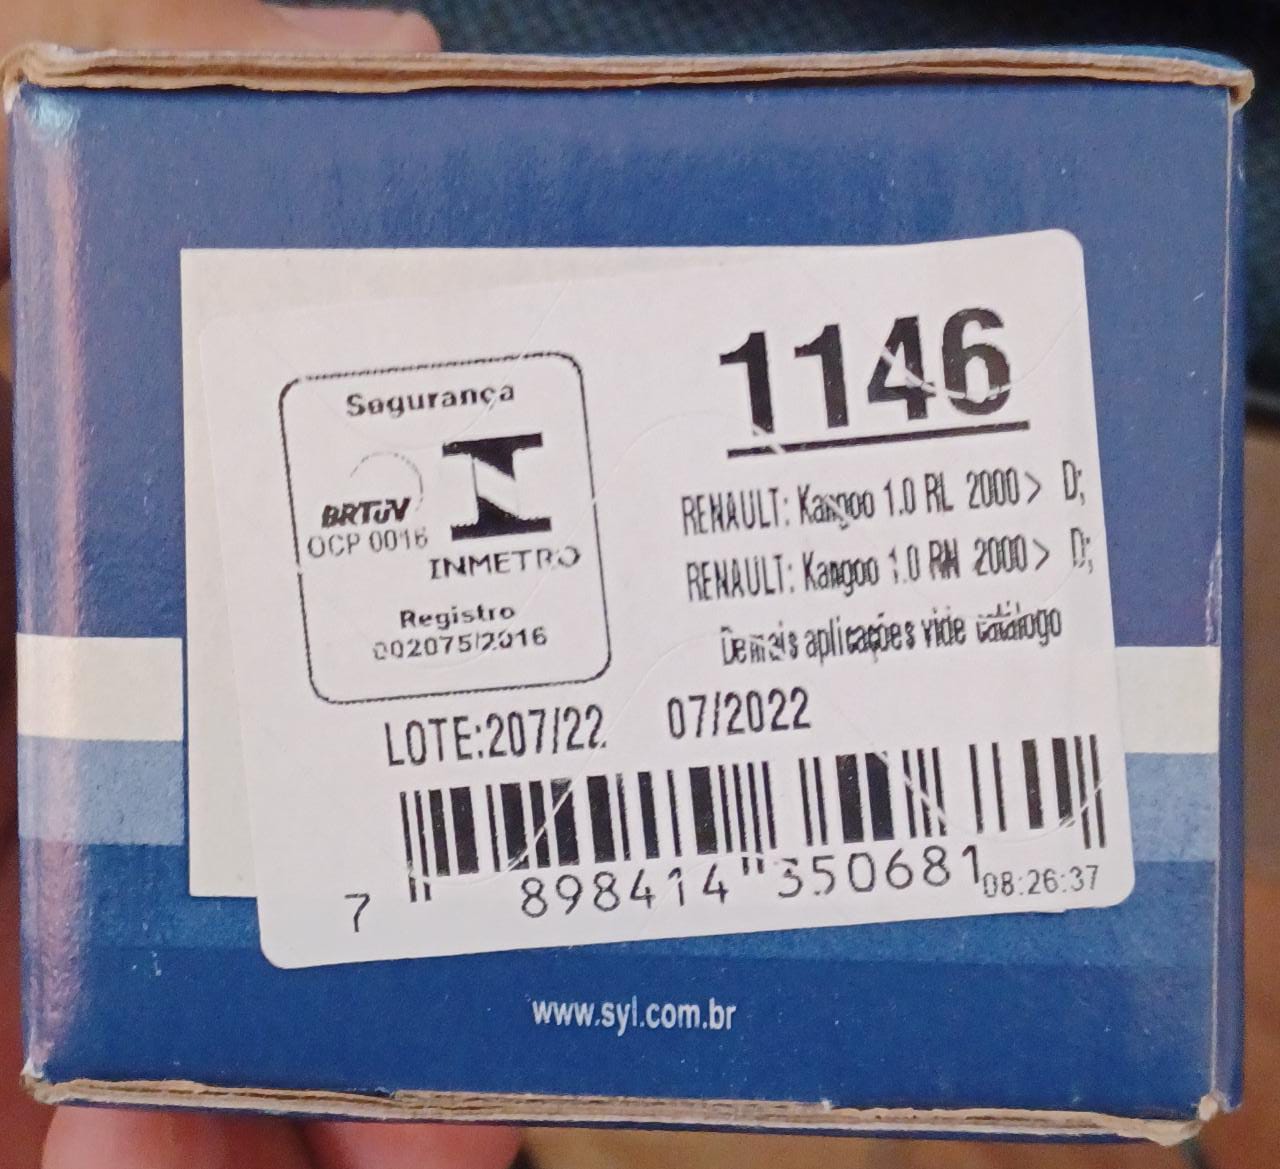 Segurança
BRTÜV
OCP 0016
INMETRO
Registro
002075/2016
1146
RENAULT: Kangoo 1.0 RL 2000 > D;
RENAULT: Kangoo 1.0 RN 2000 > D;
Demais aplicações vide catálogo
LOTE:207/22 07/2022
7 898414 350681 08:26:37
www.syl.com.br